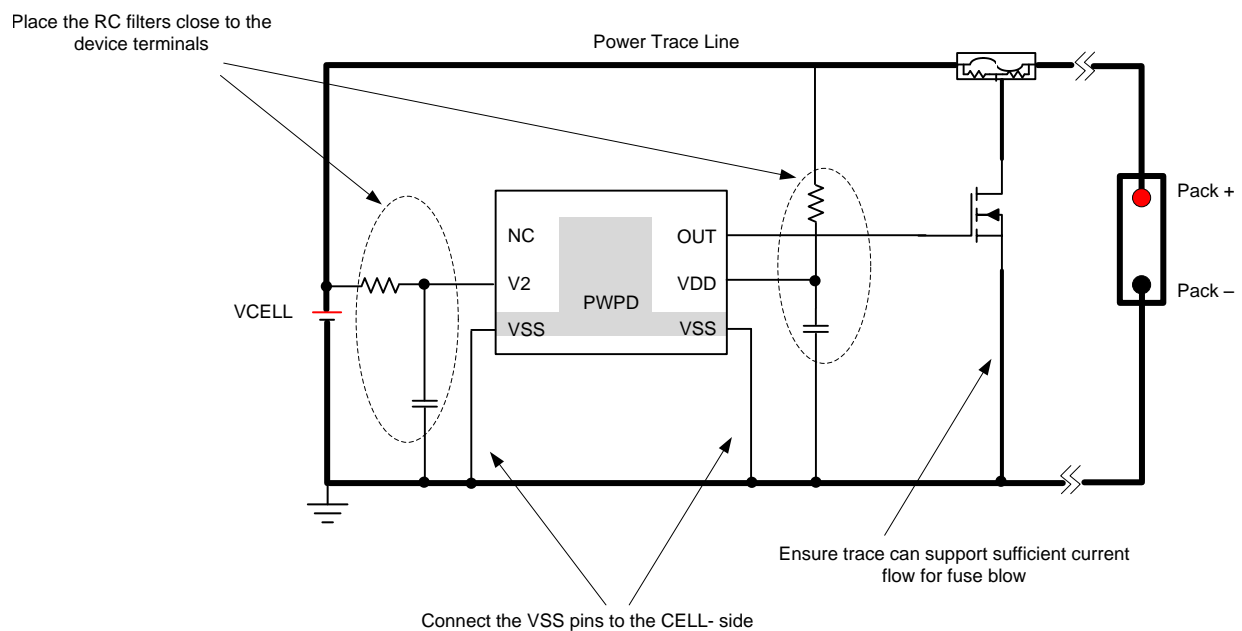 Place the RC filters close to the
device terminals
Power Trace Line
Pack +
NC
OUT
V2
VDD
PWPD
Pack –
VCELL
VSS
VSS
Ensure trace can support sufficient current
flow for fuse blow
Connect the VSS pins to the CELL- side